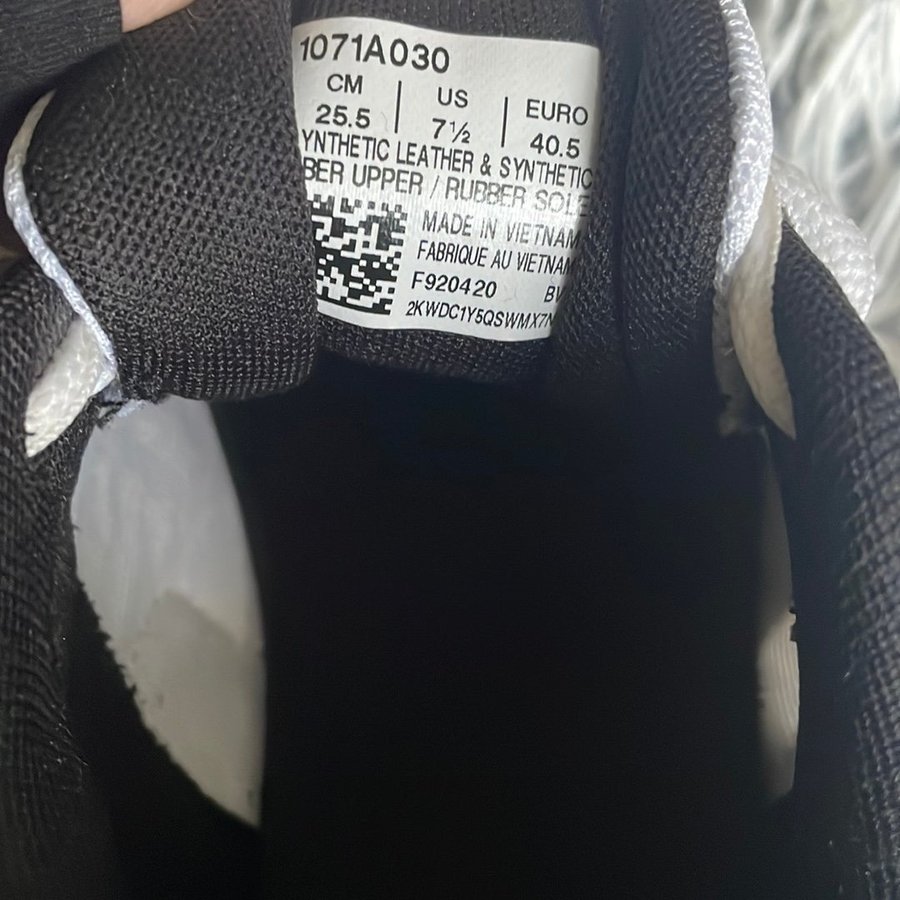 1071A030
CM | US | EURO
25.5 | 7½ | 40.5
YNTHETIC LEATHER & SYNTHETIC
BER UPPER / RUBBER SOLE
MADE IN VIETNAM
FABRIQUE AU VIETNAM
F920420 BV
2KWDC1Y5QSWMX7N